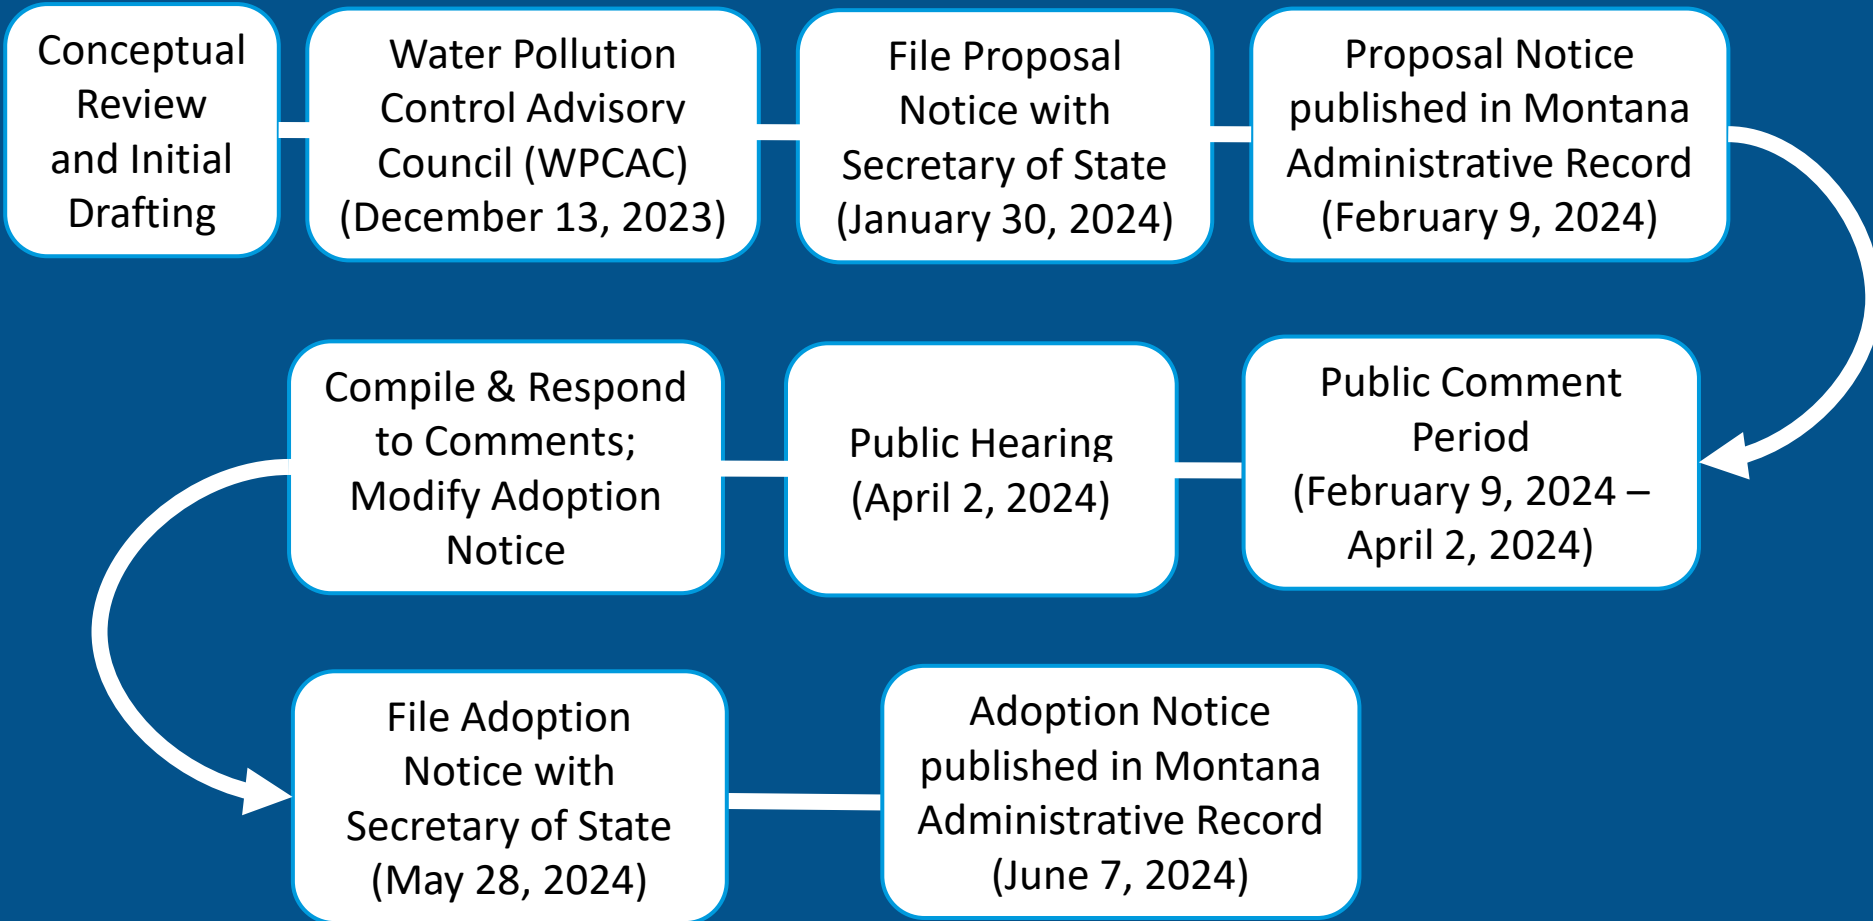 Conceptual
Review
and Initial
Drafting
Water Pollution
Control Advisory
Council (WPCAC)
(December 13, 2023)
File Proposal
Notice with
Secretary of State
(January 30, 2024)
Proposal Notice
published in Montana
Administrative Record
(February 9, 2024)
Public Comment
Period
(February 9, 2024 –
April 2, 2024)
Public Hearing
(April 2, 2024)
Compile & Respond
to Comments;
Modify Adoption
Notice
File Adoption
Notice with
Secretary of State
(May 28, 2024)
Adoption Notice
published in Montana
Administrative Record
(June 7, 2024)